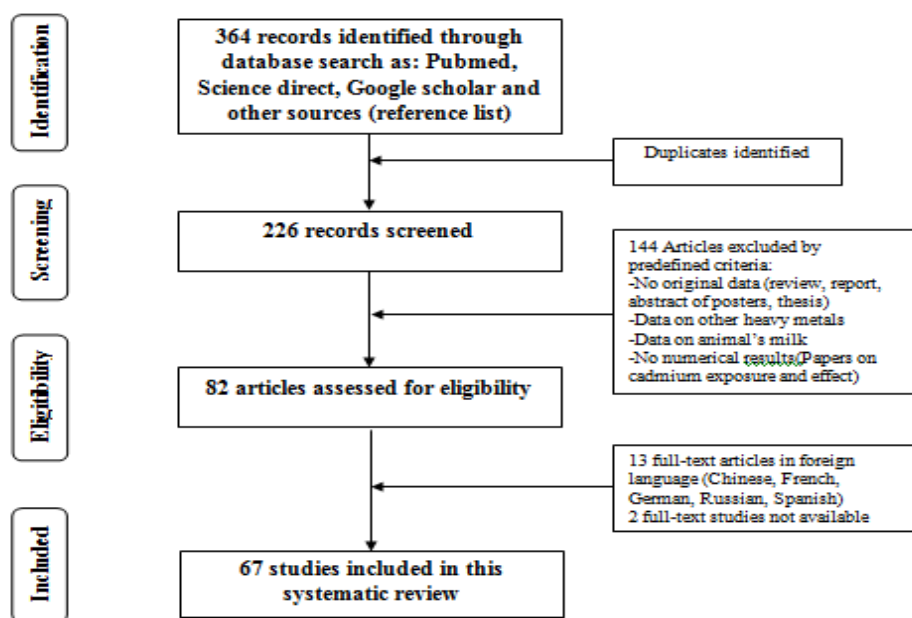 Identification
364 records identified through
database search as: Pubmed,
Science direct, Google scholar and
other sources (reference list)
Duplicates identified
Screening
226 records screened
144 Articles excluded by
predefined criteria:
-No original data (review, report,
abstract of posters, thesis)
-Data on other heavy metals
-Data on animal's milk
-No numerical results(Papers on
cadmium exposure and effect)
Eligibility
82 articles assessed for eligibility
13 full-text articles in foreign
language (Chinese, French,
German, Russian, Spanish)
2 full-text studies not available
Included
67 studies included in this
systematic review